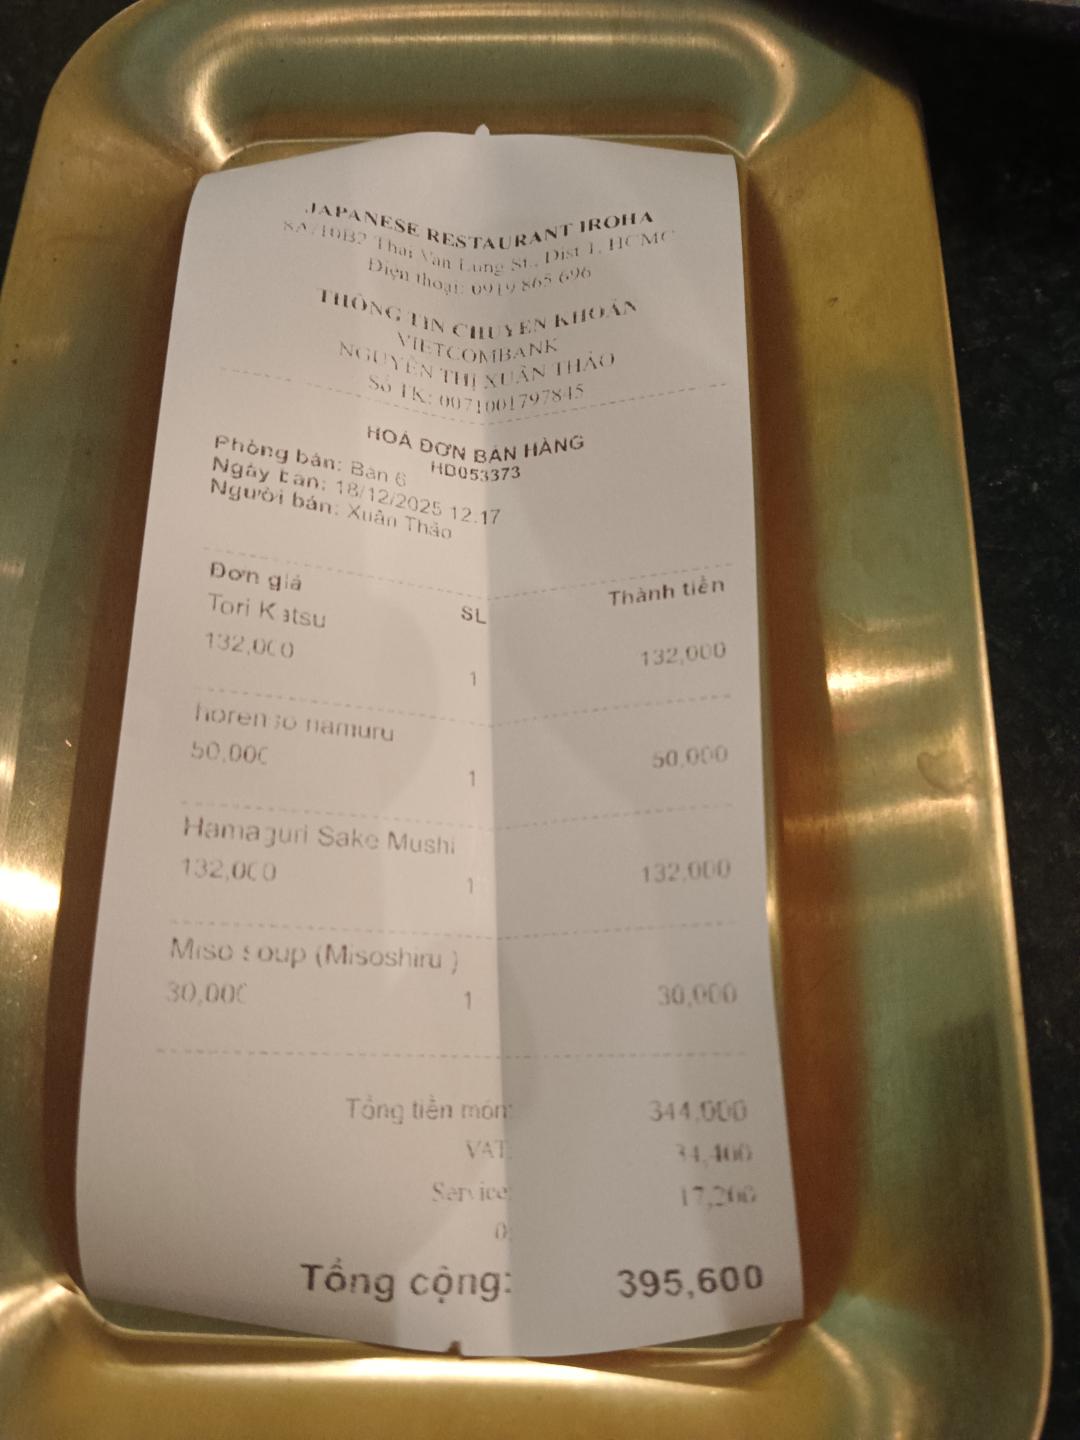 JAPANESE RESTAURANT IROHA
8A/10B2 Thai Van Lung St., Dist 1, HCMC
Điện thoại: 0919 865 696
THÔNG TIN CHUYỂN KHOẢN
VIETCOMBANK
NGUYỄN THỊ XUÂN THẢO
Số TK: 0071001797845
HOÁ ĐƠN BÁN HÀNG
HD053373
Phòng bàn: Bàn 6
Ngày bán: 18/12/2025 12:17
Người bán: Xuân Thảo
Đơn giá SL Thành tiền
Tori Katsu
132,000 1 132,000
horenso namuru
50,000 1 50,000
Hamaguri Sake Mushi
132,000 1 132,000
Miso soup (Misoshiru )
30,000 1 30,000
Tổng tiền món: 344,000
VAT: 34,400
Service: 17,200
0:
Tổng cộng: 395,600